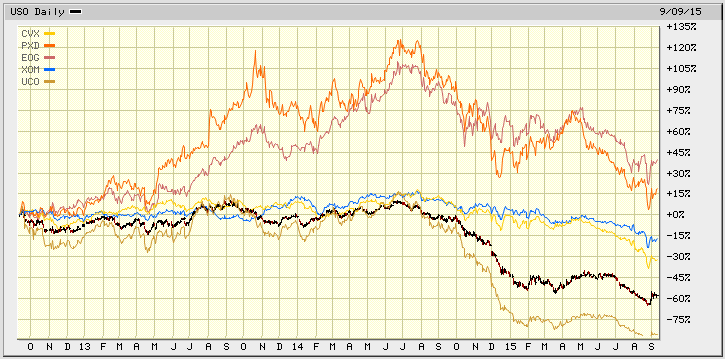 USO Daily
9/09/15
CVX
PXD
EOG
XOM
UCO
+135%
+120%
+105%
+90%
+75%
+60%
+45%
+30%
+15%
+0%
-15%
-30%
-45%
-60%
-75%
O N D 13 F M A M J J A S O N D 14 F M A M J J A S O N D 15 F M A M J J A S